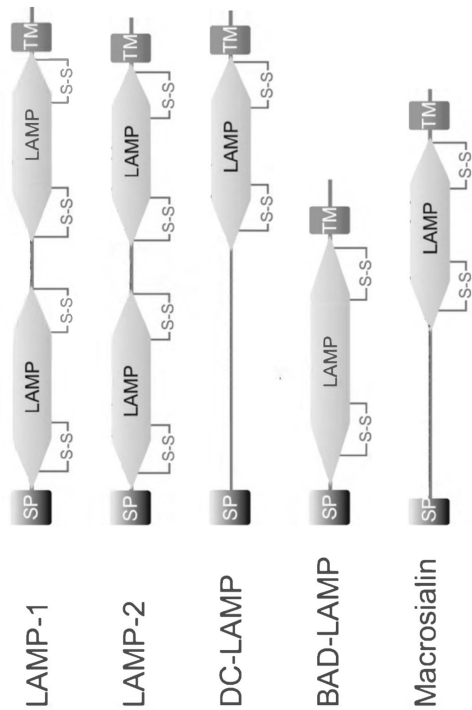 LAMP-1 SP LAMP LAMP TM
S-S S-S S-S S-S
LAMP-2 SP LAMP LAMP TM
S-S S-S S-S S-S
DC-LAMP SP LAMP TM
S-S S-S
BAD-LAMP SP LAMP TM
S-S S-S
Macrosialin SP LAMP TM
S-S S-S